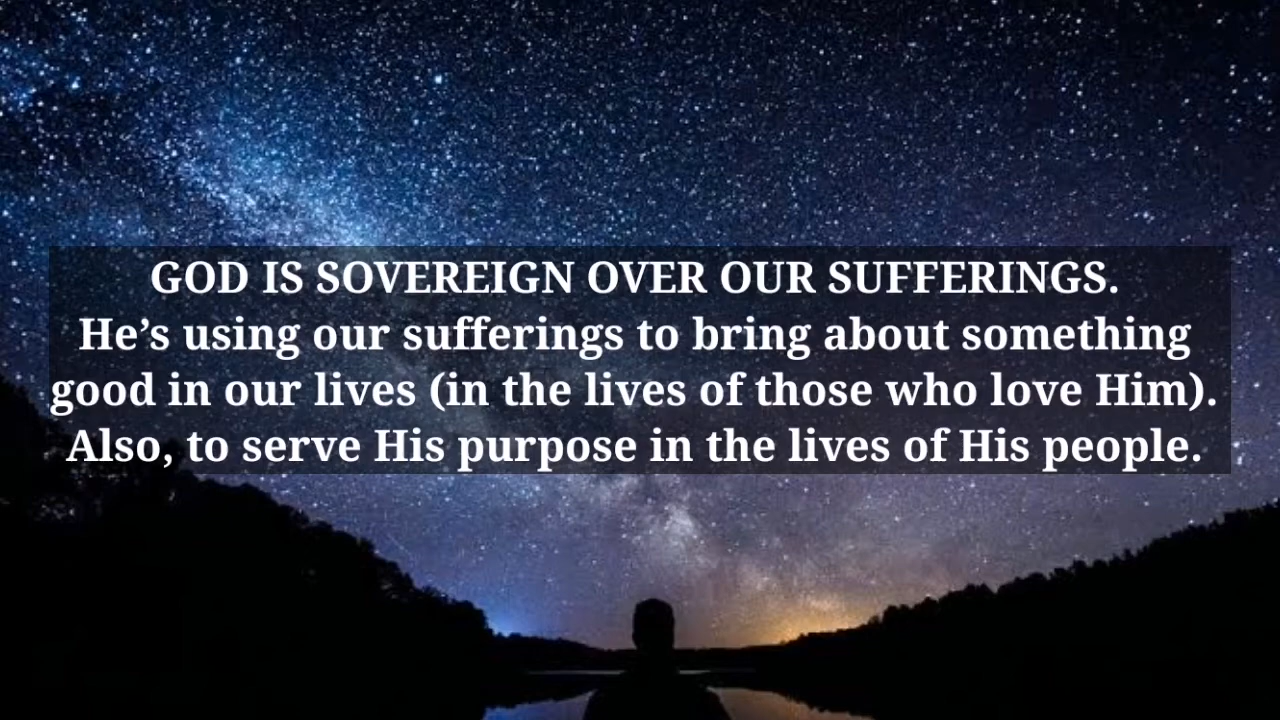 GOD IS SOVEREIGN OVER OUR SUFFERINGS.
He’s using our sufferings to bring about something
good in our lives (in the lives of those who love Him).
Also, to serve His purpose in the lives of His people.